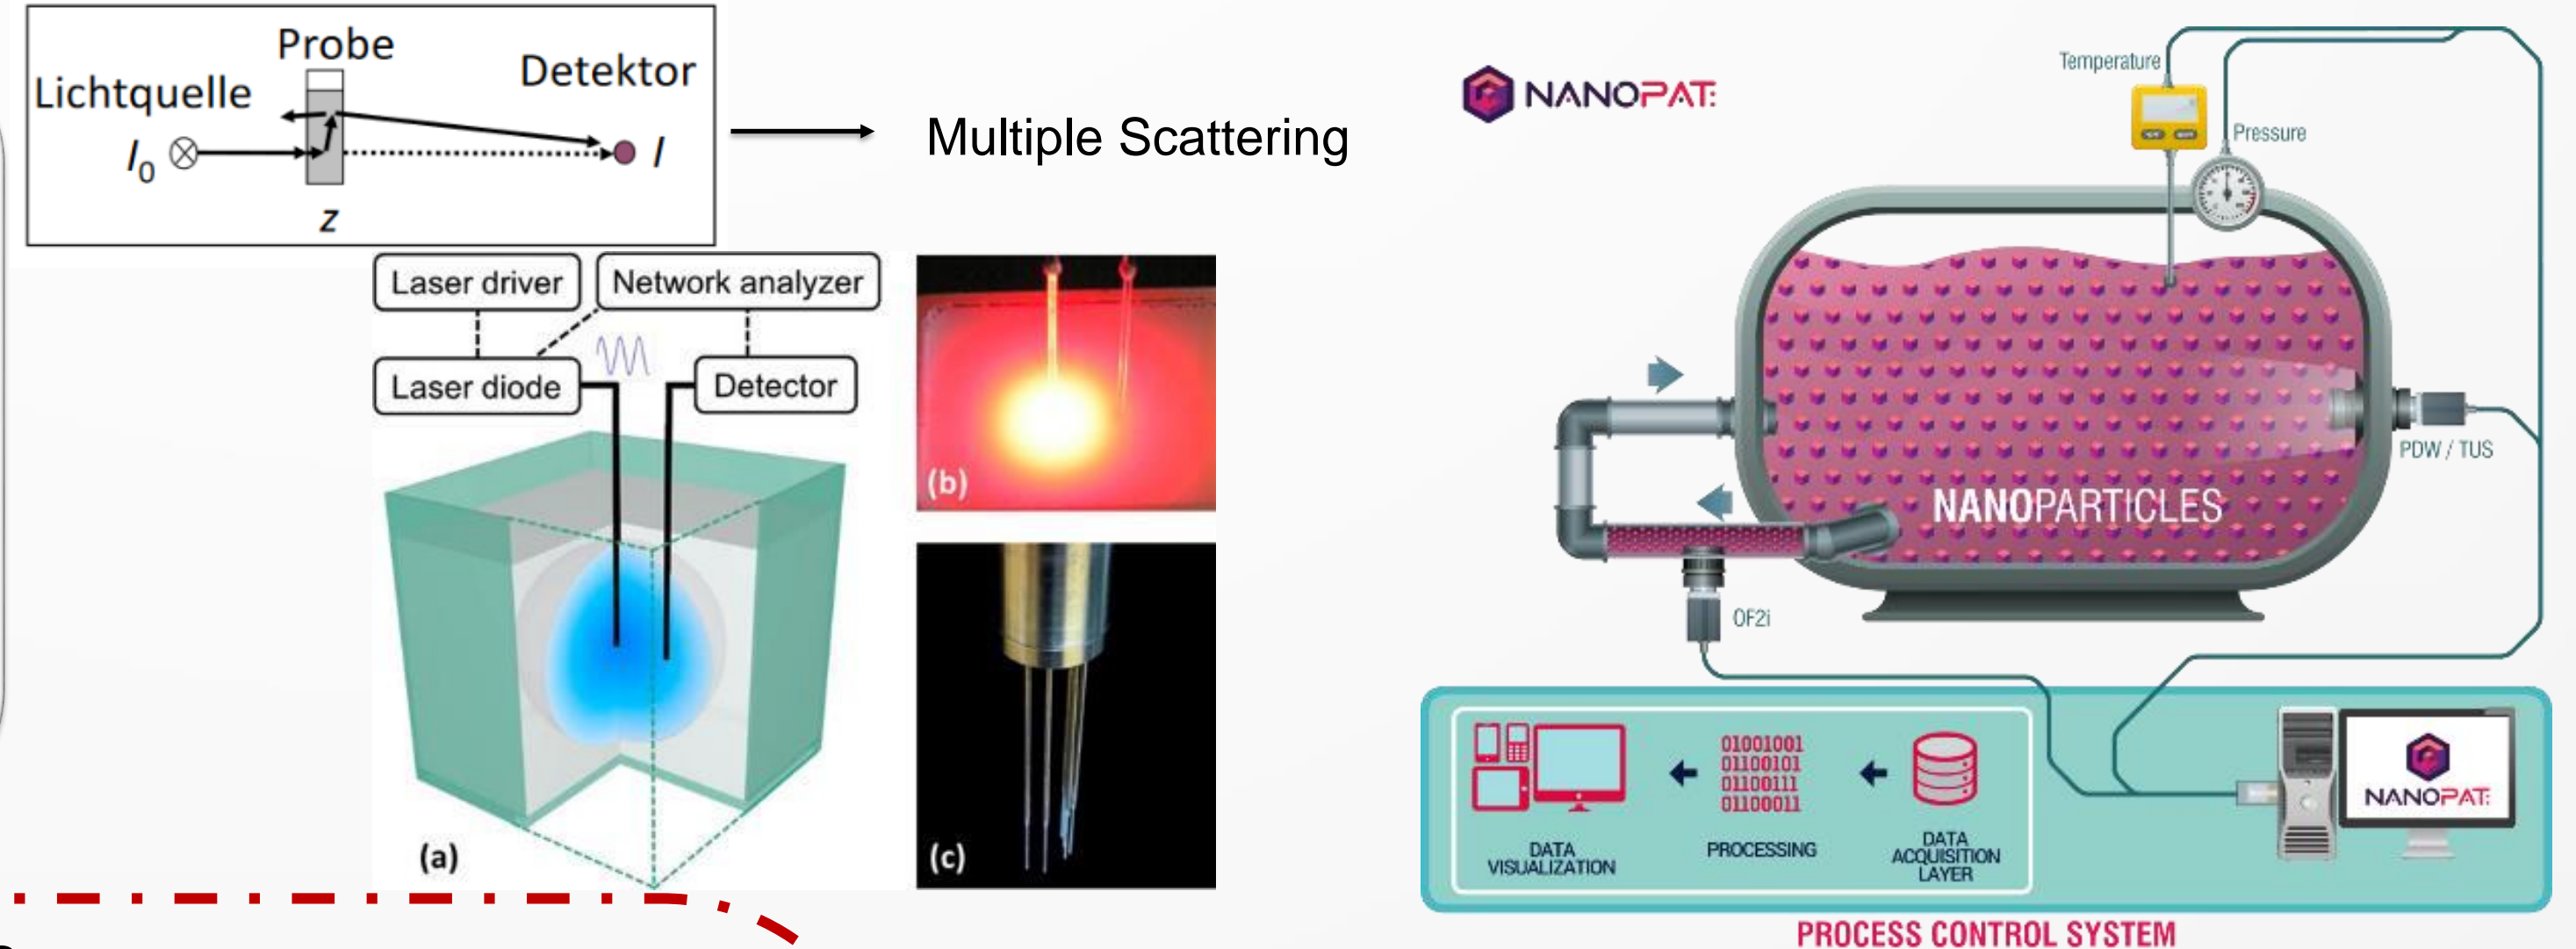 Probe
Lichtquelle
Detektor
I0
I
z
Multiple Scattering
Laser driver
Network analyzer
Laser diode
Detector
(a)
(b)
(c)
NANOPAT
Temperature
Pressure
PDW / TUS
NANOPARTICLES
OF2i
01001001
01100101
01100111
01100011
DATA
VISUALIZATION
PROCESSING
DATA
ACQUISITION
LAYER
NANOPAT
PROCESS CONTROL SYSTEM